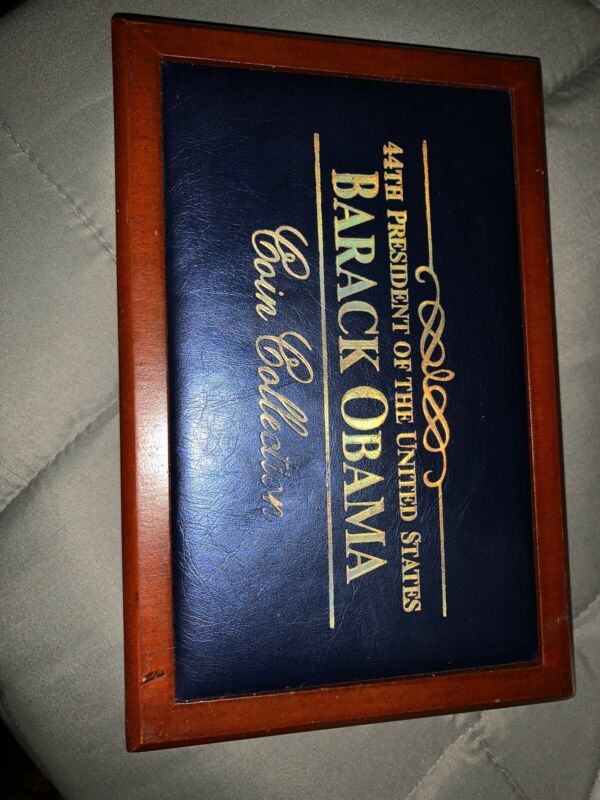 44TH PRESIDENT OF THE UNITED STATES
BARACK OBAMA
Coin Collection